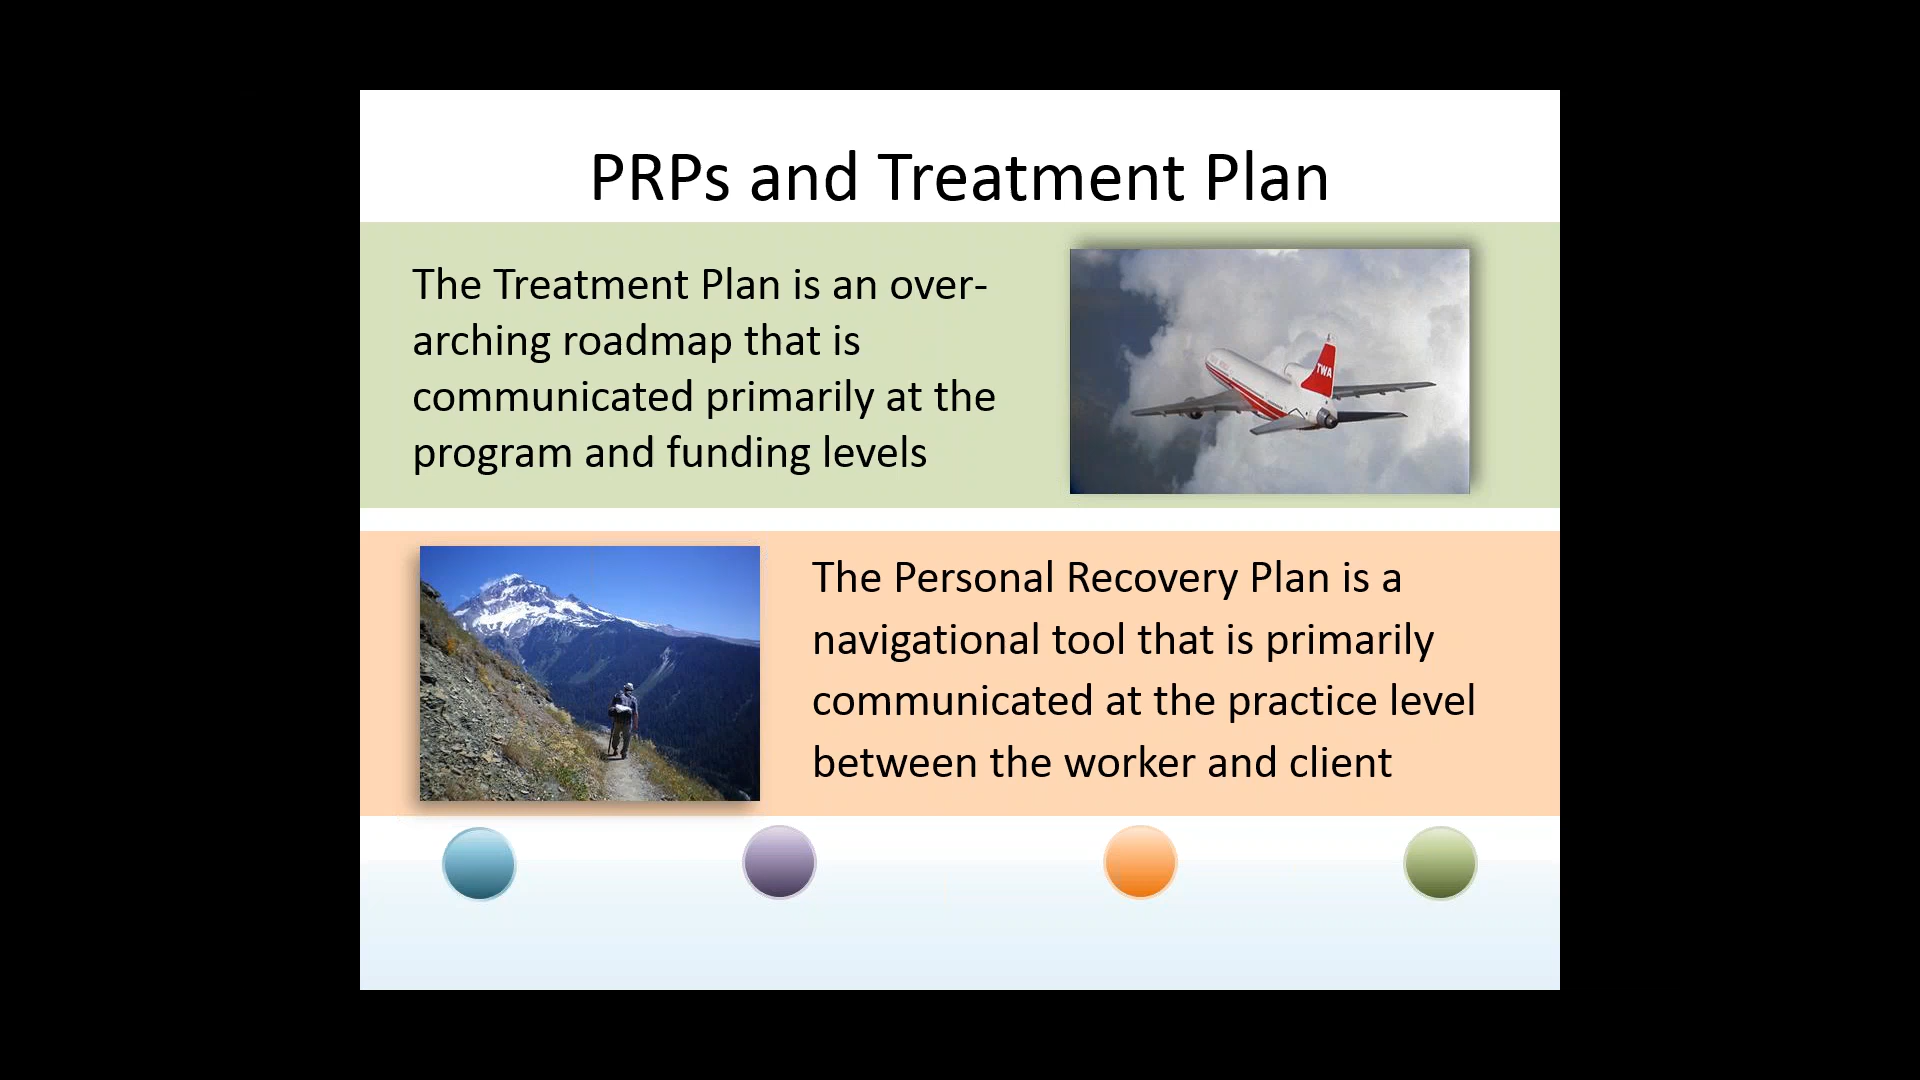 PRPs and Treatment Plan
The Treatment Plan is an over-
arching roadmap that is
communicated primarily at the
program and funding levels
TWA
The Personal Recovery Plan is a
navigational tool that is primarily
communicated at the practice level
between the worker and client